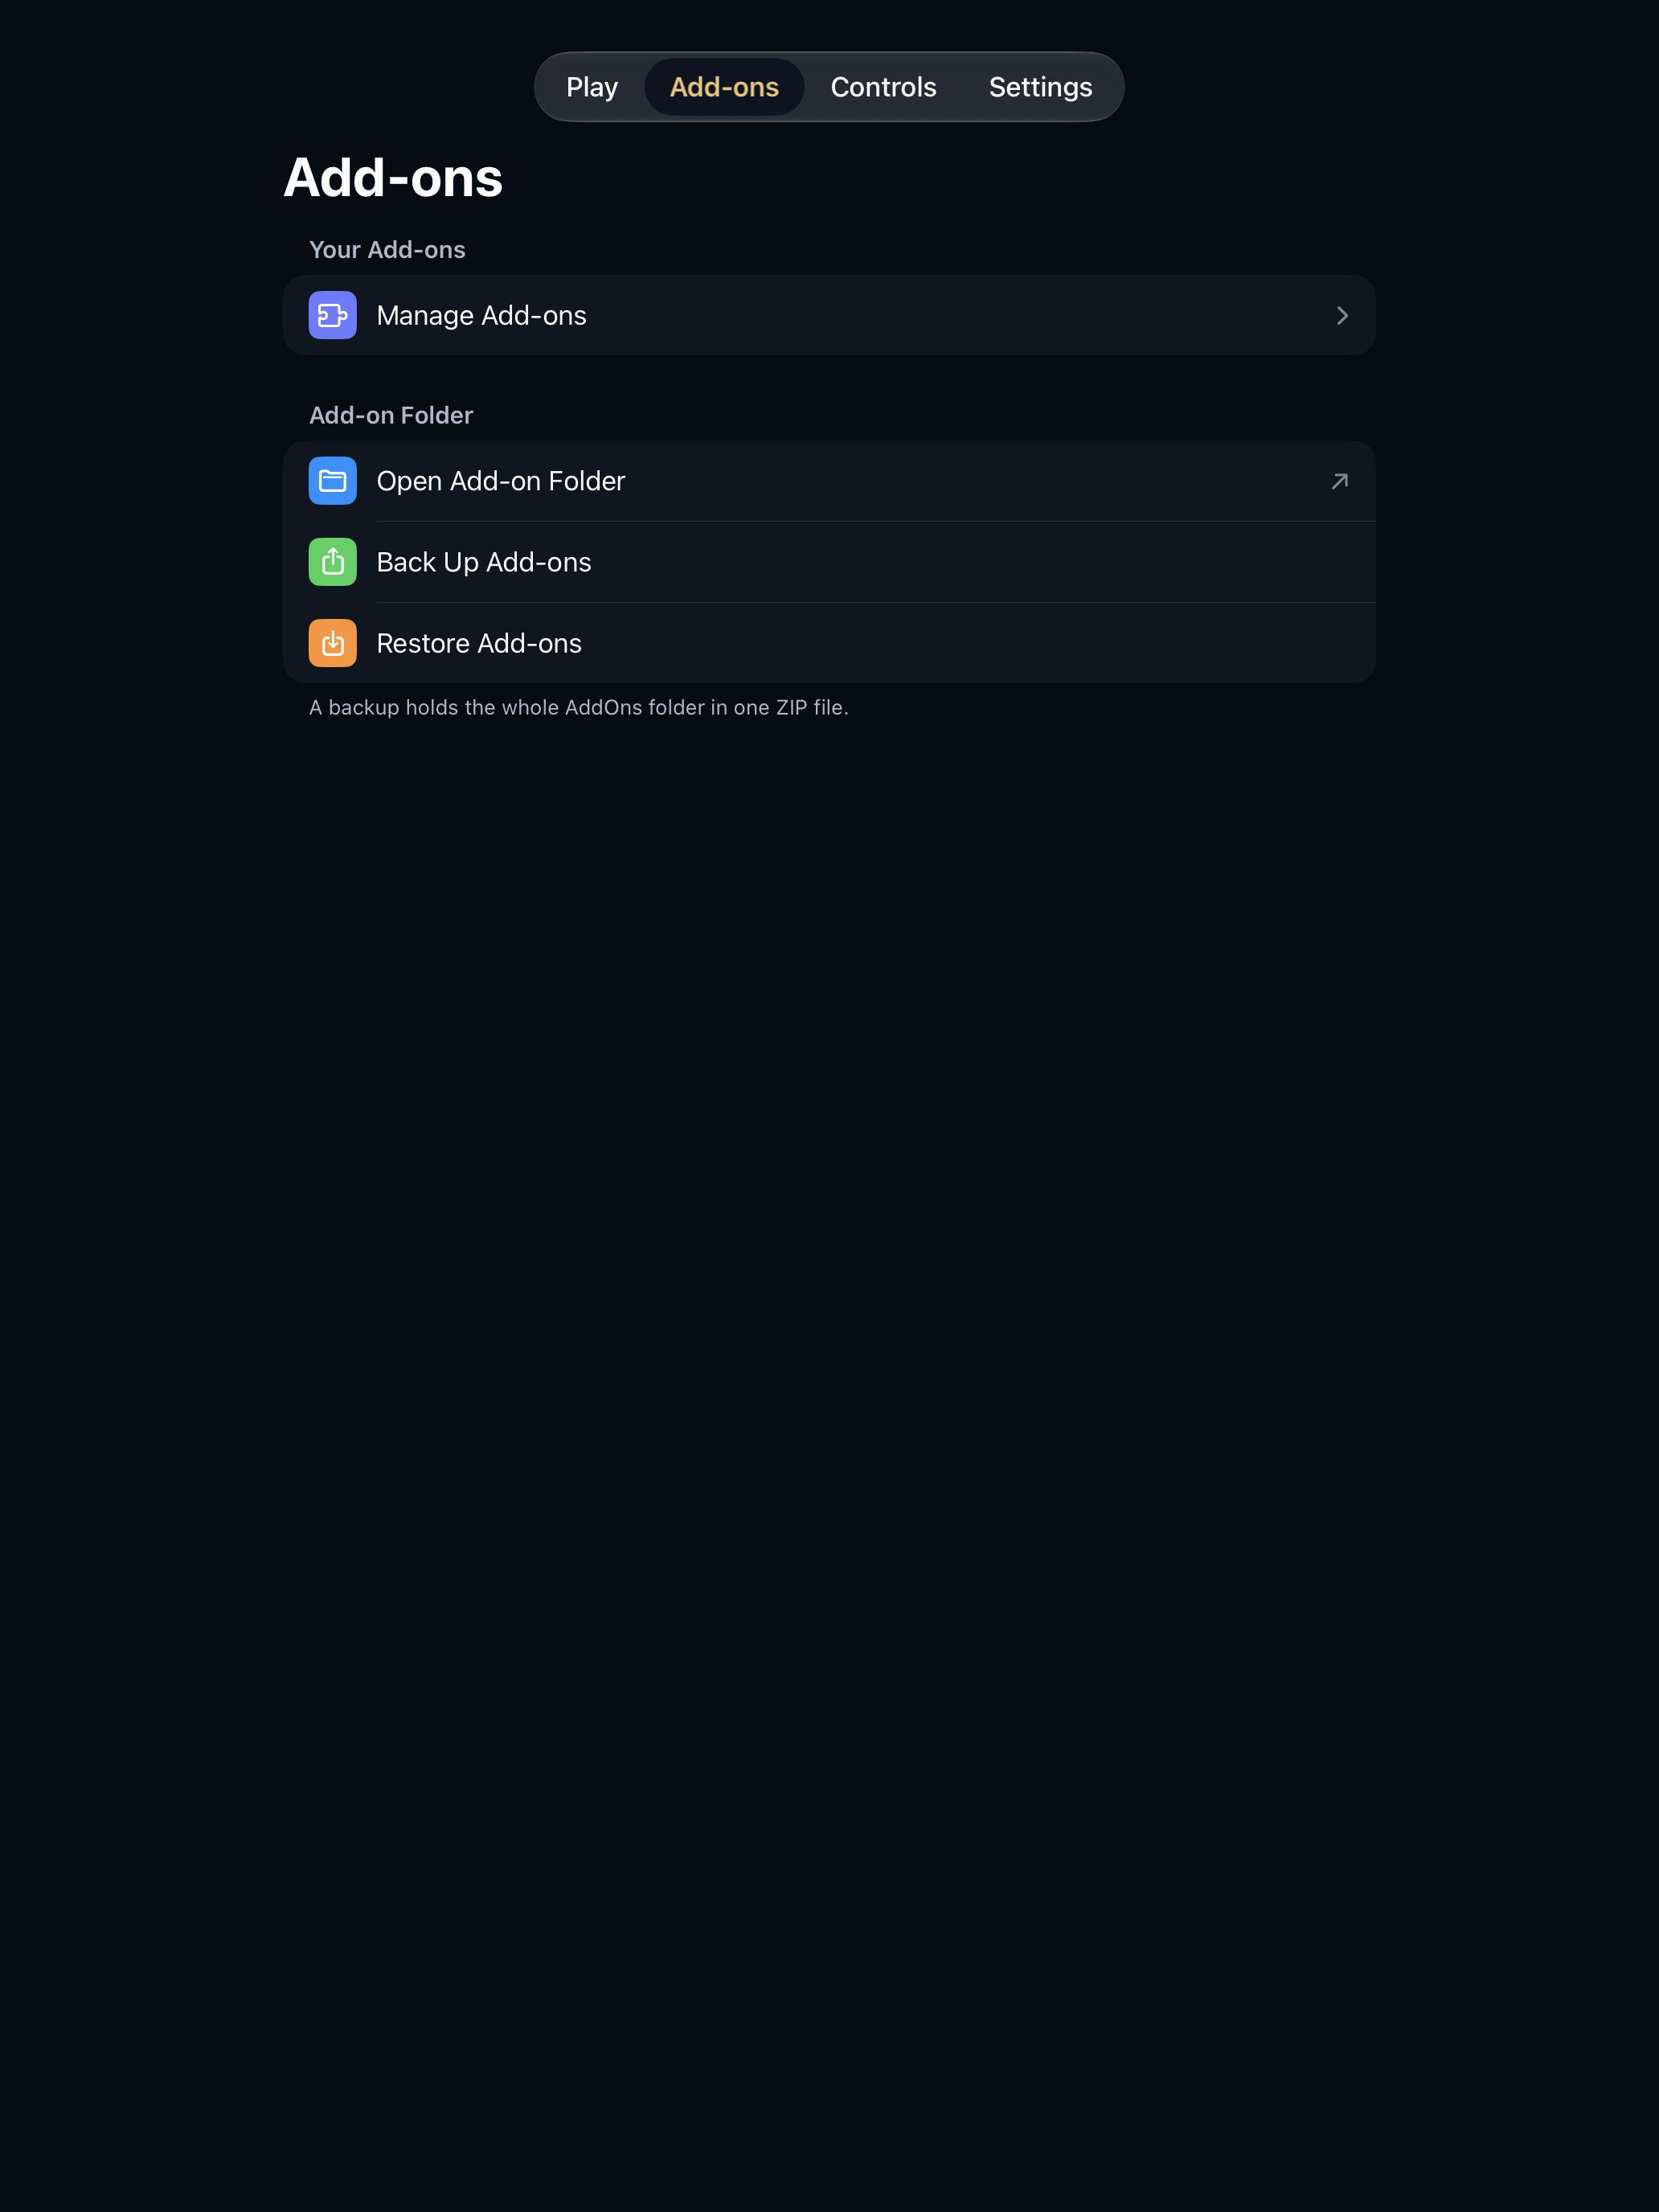 Play Add-ons Controls Settings
Add-ons
Your Add-ons
Manage Add-ons
Add-on Folder
Open Add-on Folder
Back Up Add-ons
Restore Add-ons
A backup holds the whole AddOns folder in one ZIP file.